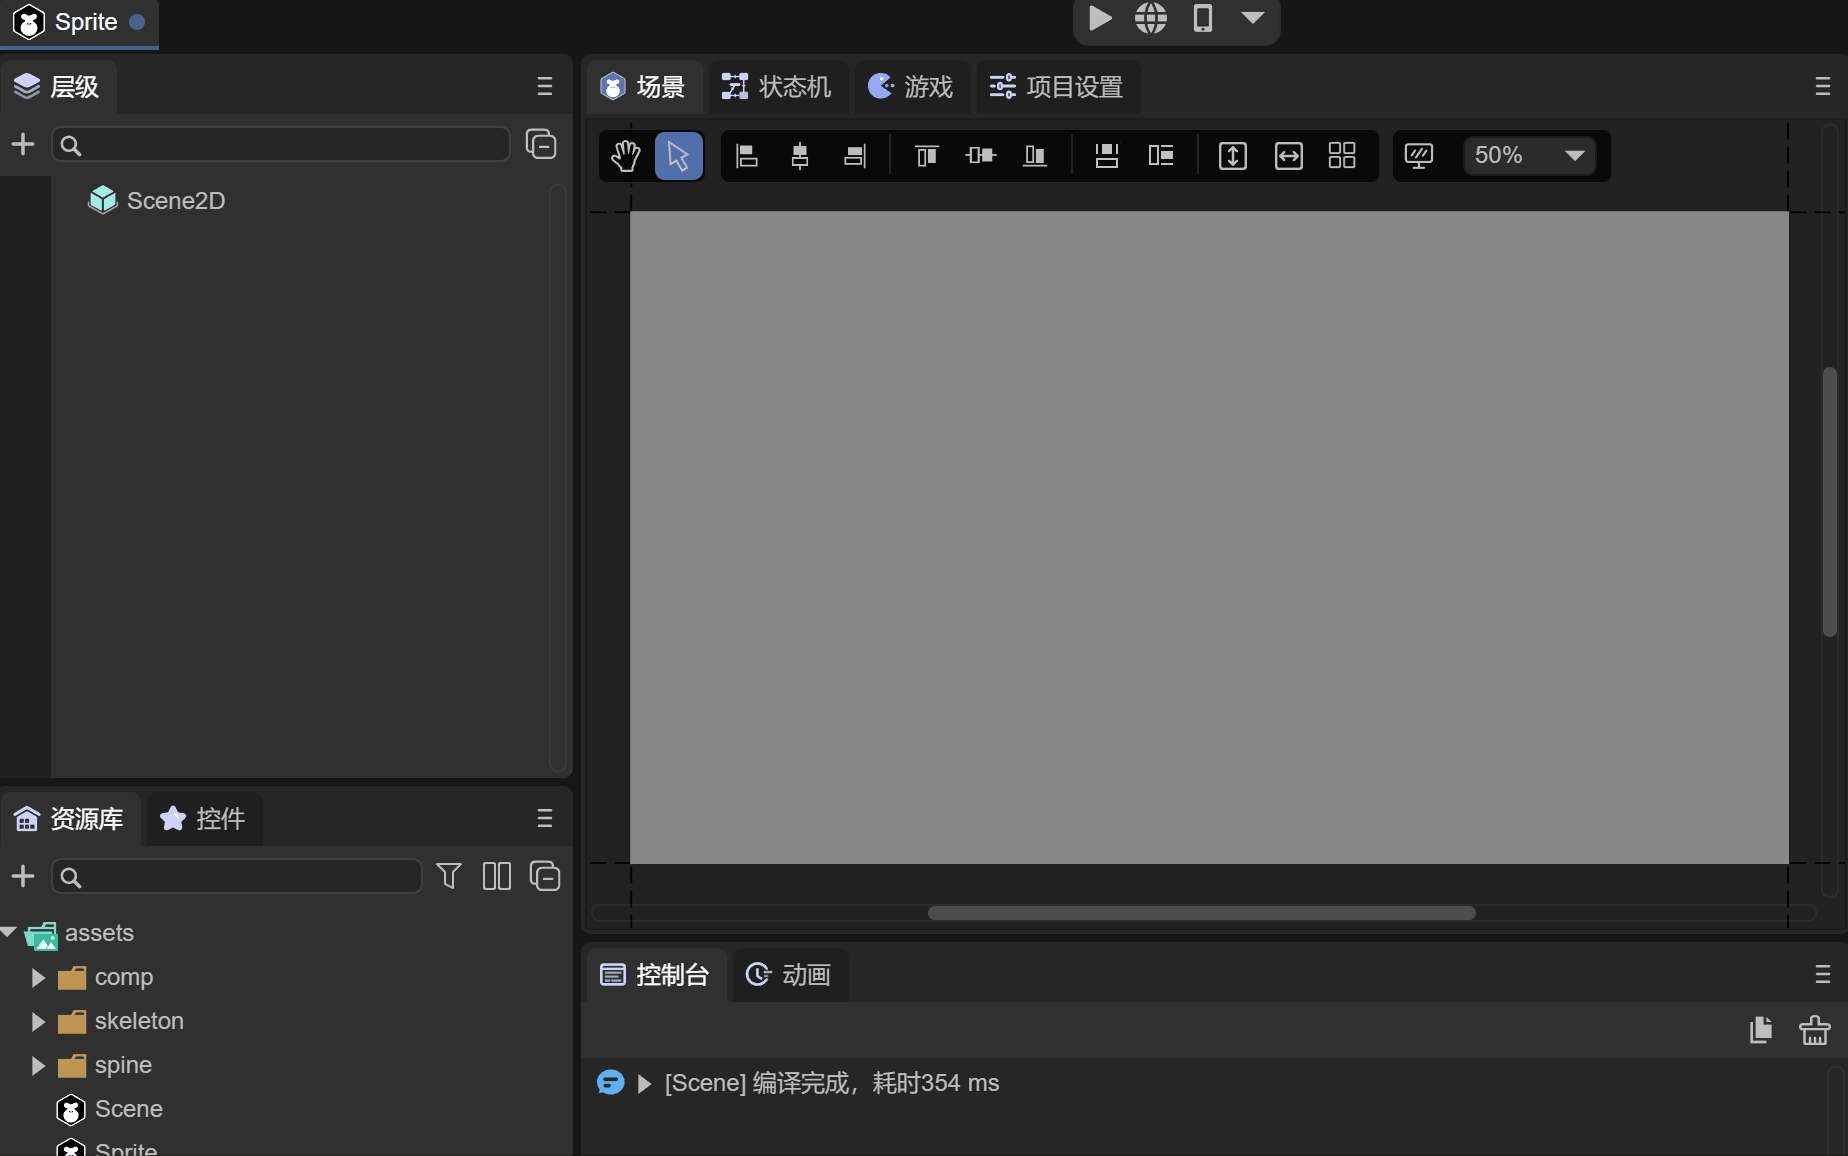 Sprite
层级
Scene2D
场景
状态机
游戏
项目设置
50%
资源库
控件
assets
comp
skeleton
spine
Scene
Sprite
控制台
动画
[Scene] 编译完成，耗时354 ms